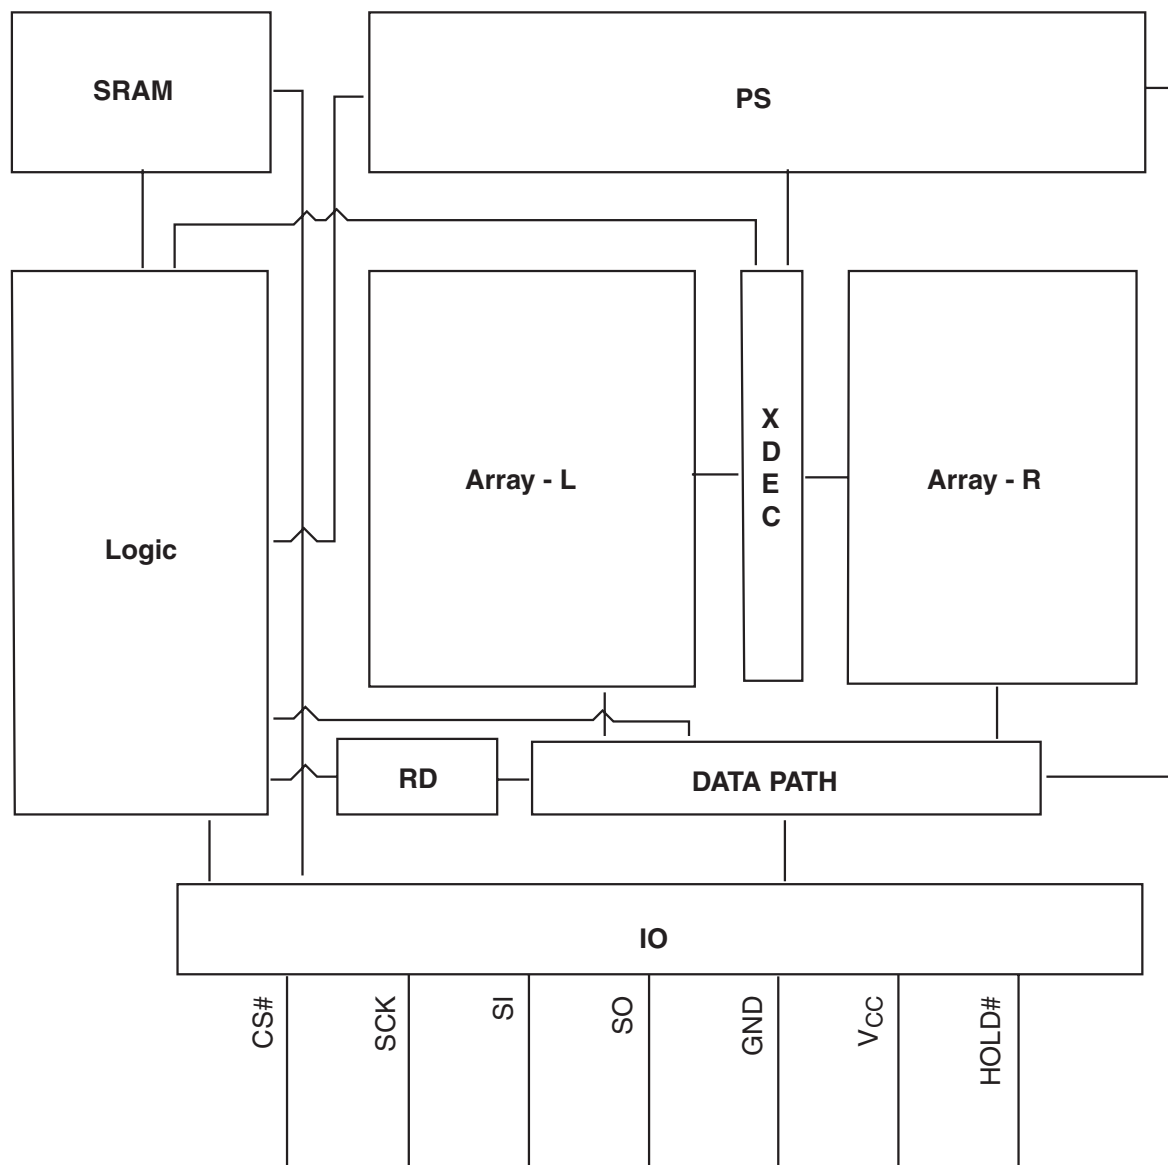 SRAM
PS
Logic
Array - L
X
D
E
C
Array - R
RD
DATA PATH
IO
CS#
SCK
SI
SO
GND
VCC
HOLD#